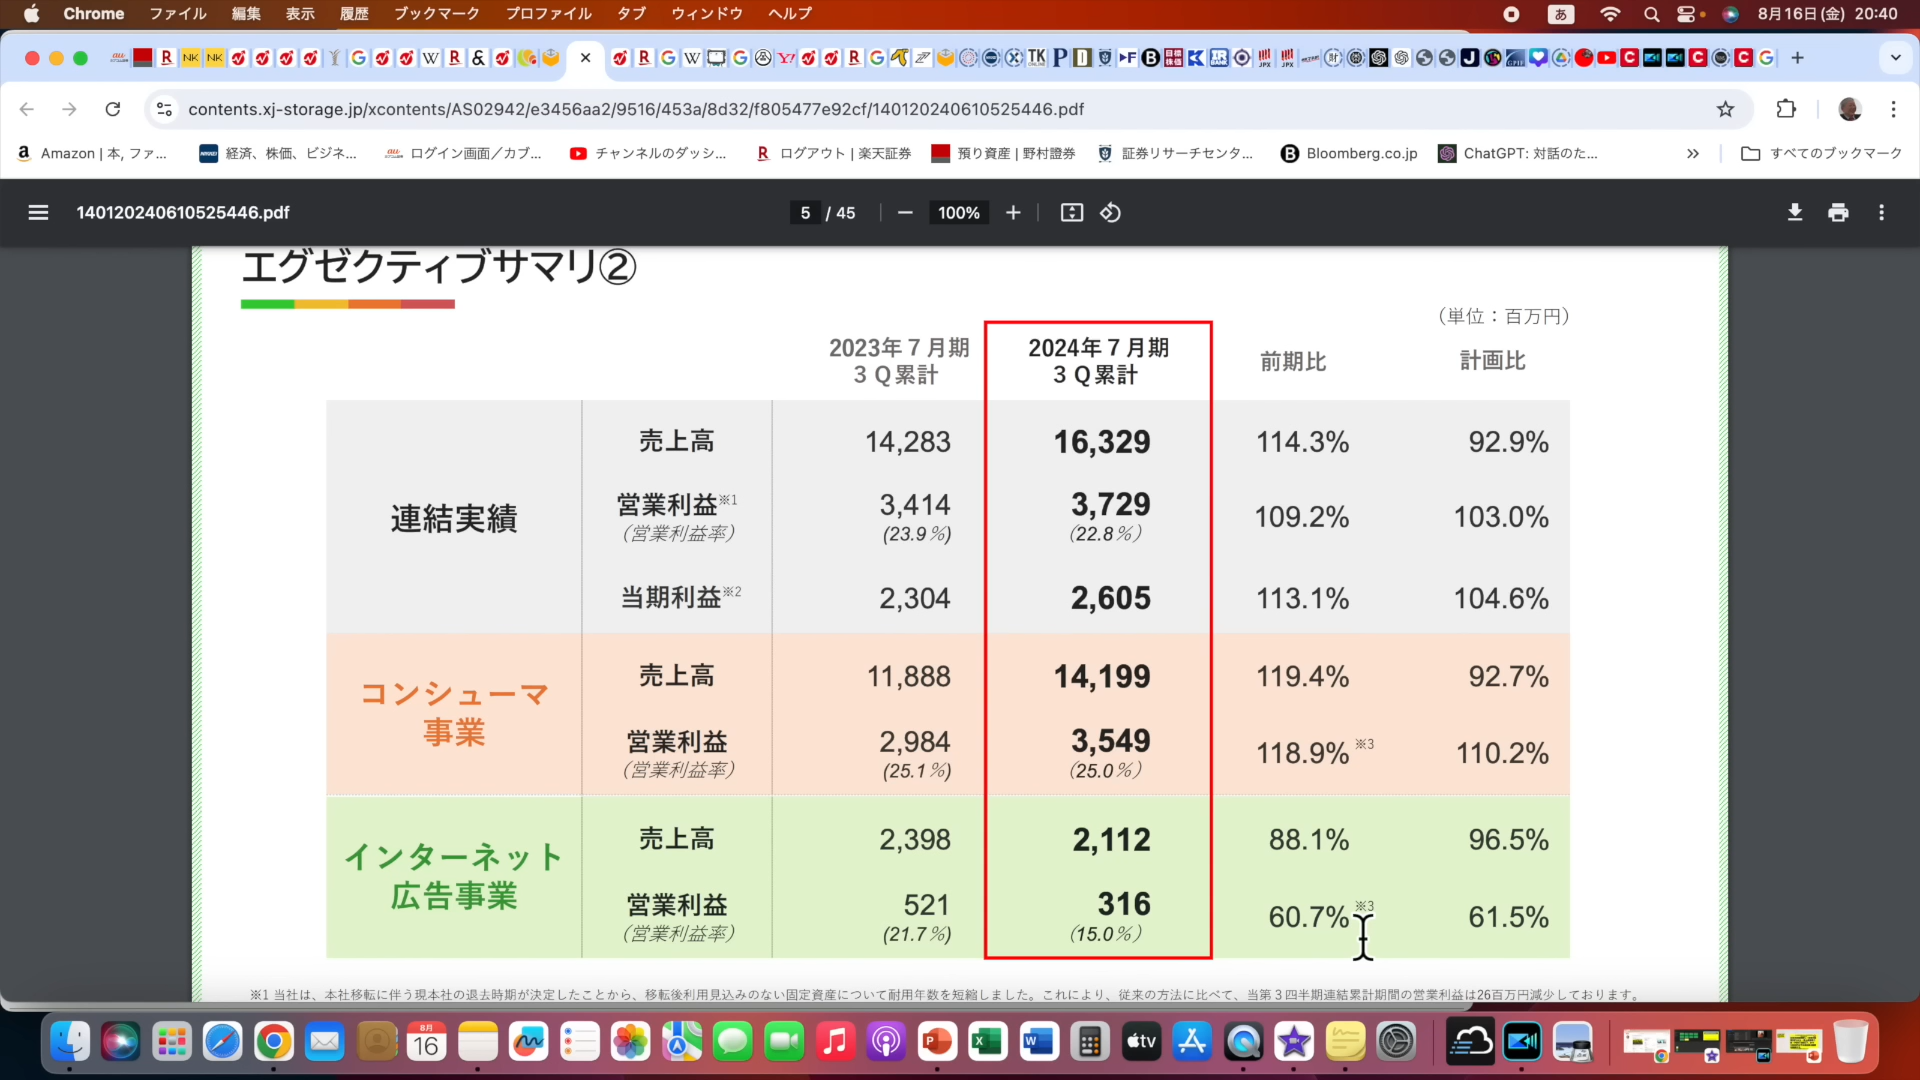 Chrome ファイル 編集 表示 履歴 ブックマーク プロファイル タブ ウィンドウ ヘルプ
あ 8月16日(金) 20:40
contents.xj-storage.jp/xcontents/AS02942/e3456aa2/9516/453a/8d32/f805477e92cf/140120240610525446.pdf
Amazon | 本, ファ... 経済、株価、ビジネ... ログイン画面／カブ... チャンネルのダッシ... ログアウト | 楽天証券 預り資産 | 野村證券 証券リサーチセンタ... Bloomberg.co.jp ChatGPT: 対話のた... » すべてのブックマーク
140120240610525446.pdf 5 / 45 100%
エグゼクティブサマリ②
（単位：百万円）
2023年７月期 ３Ｑ累計
2024年７月期 ３Ｑ累計
前期比
計画比
連結実績
売上高 14,283 16,329 114.3% 92.9%
営業利益※1 3,414 3,729 109.2% 103.0%
（営業利益率） (23.9％) (22.8％)
当期利益※2 2,304 2,605 113.1% 104.6%
コンシューマ
事業
売上高 11,888 14,199 119.4% 92.7%
営業利益 2,984 3,549 118.9% ※3 110.2%
（営業利益率） (25.1％) (25.0％)
インターネット
広告事業
売上高 2,398 2,112 88.1% 96.5%
営業利益 521 316 60.7% ※3 61.5%
（営業利益率） (21.7％) (15.0％)
※1 当社は、本社移転に伴う現本社の退去時期が決定したことから、移転後利用見込みのない固定資産について耐用年数を短縮しました。これにより、従来の方法に比べて、当第３四半期連結累計期間の営業利益は26百万円減少しております。
8月
16
tv